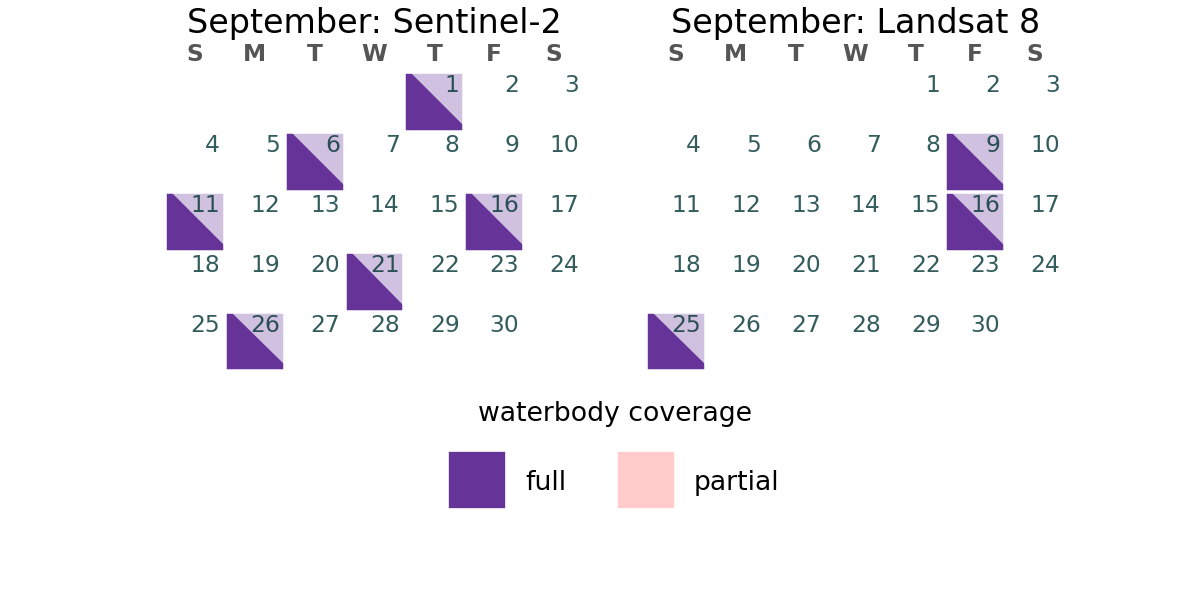 September: Sentinel-2
S M T W T F S
1 2 3
4 5 6 7 8 9 10
11 12 13 14 15 16 17
18 19 20 21 22 23 24
25 26 27 28 29 30
September: Landsat 8
S M T W T F S
1 2 3
4 5 6 7 8 9 10
11 12 13 14 15 16 17
18 19 20 21 22 23 24
25 26 27 28 29 30
waterbody coverage
full partial